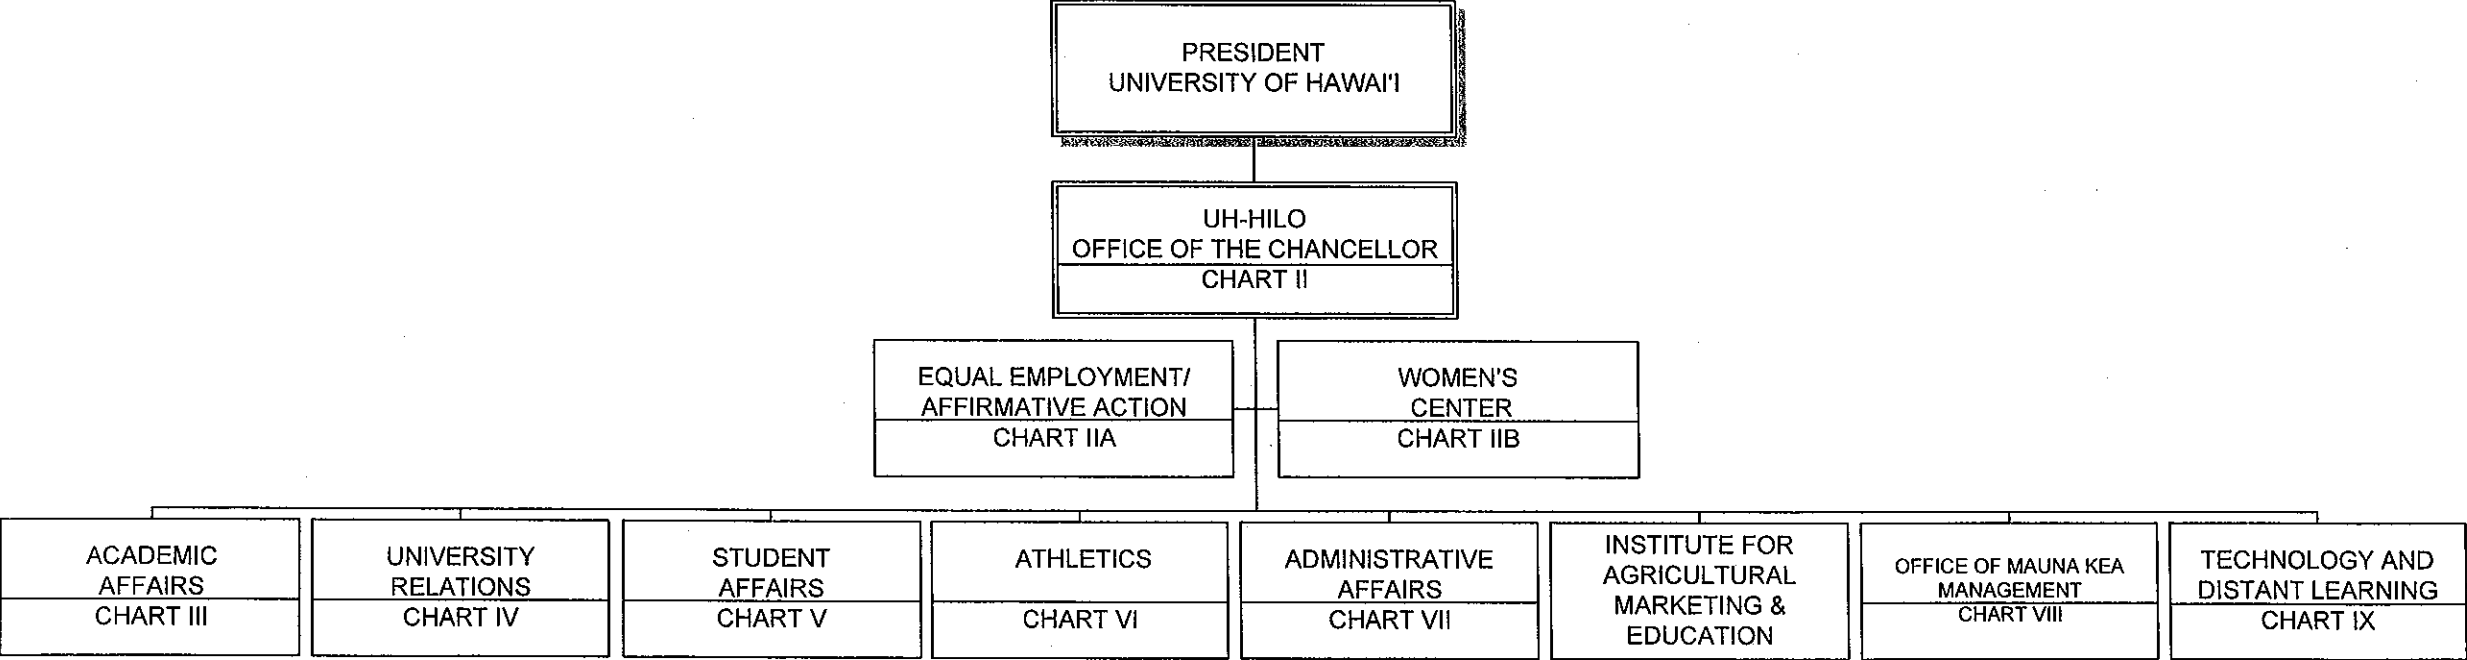 PRESIDENT
UNIVERSITY OF HAWAI'I
UH-HILO
OFFICE OF THE CHANCELLOR
CHART II
EQUAL EMPLOYMENT/
AFFIRMATIVE ACTION
CHART IIA
WOMEN'S
CENTER
CHART IIB
ACADEMIC
AFFAIRS
CHART III
UNIVERSITY
RELATIONS
CHART IV
STUDENT
AFFAIRS
CHART V
ATHLETICS
CHART VI
ADMINISTRATIVE
AFFAIRS
CHART VII
INSTITUTE FOR
AGRICULTURAL
MARKETING &
EDUCATION
OFFICE OF MAUNA KEA
MANAGEMENT
CHART VIII
TECHNOLOGY AND
DISTANT LEARNING
CHART IX